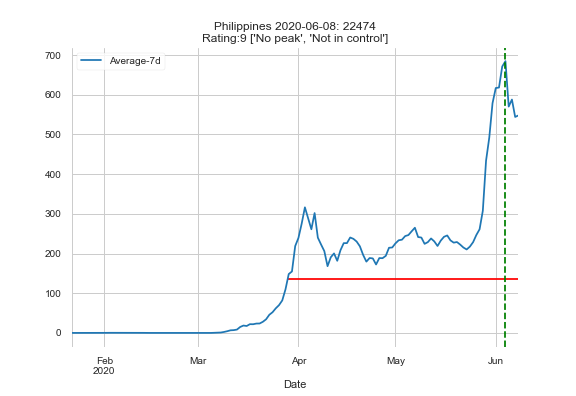 Philippines 2020-06-08: 22474
Rating:9 ['No peak', 'Not in control']
Average-7d
700
600
500
400
300
200
100
0
Feb
2020
Mar
Apr
May
Jun
Date